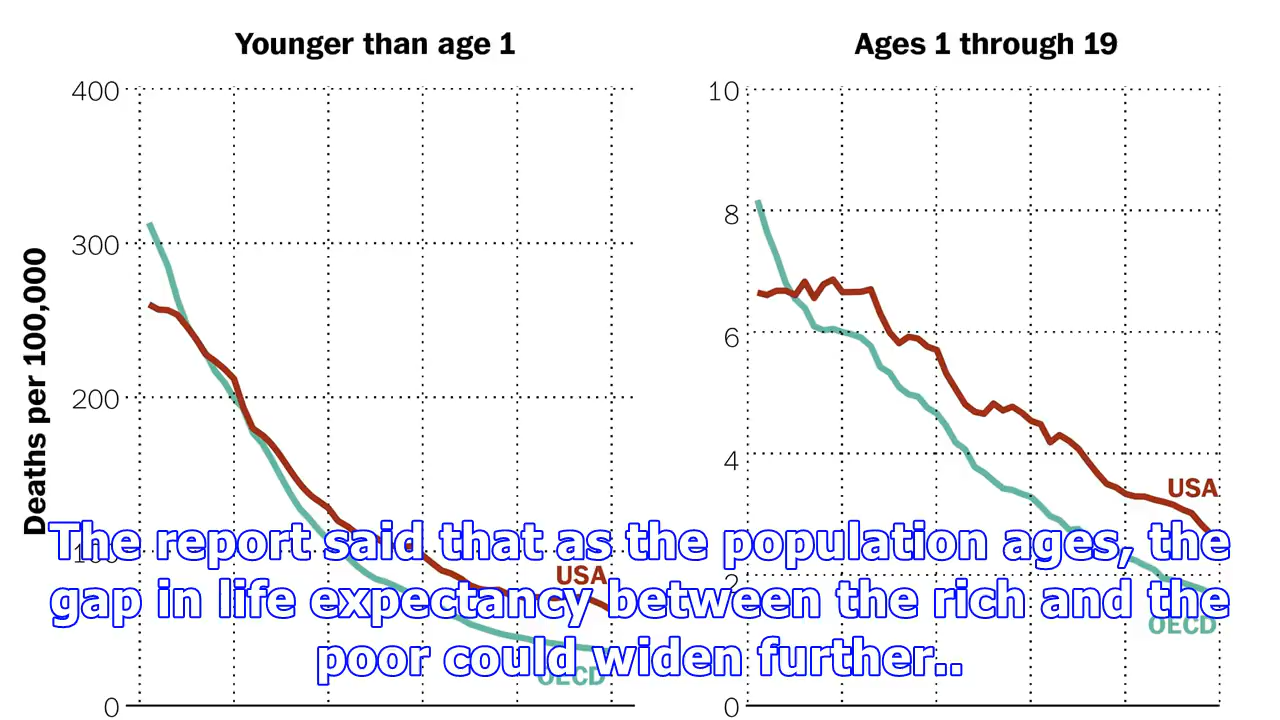 Younger than age 1
Ages 1 through 19
Deaths per 100,000
400
300
200
0
10
8
6
4
2
0
USA
OECD
USA
OECD
The report said that as the population ages, the
gap in life expectancy between the rich and the
poor could widen further..